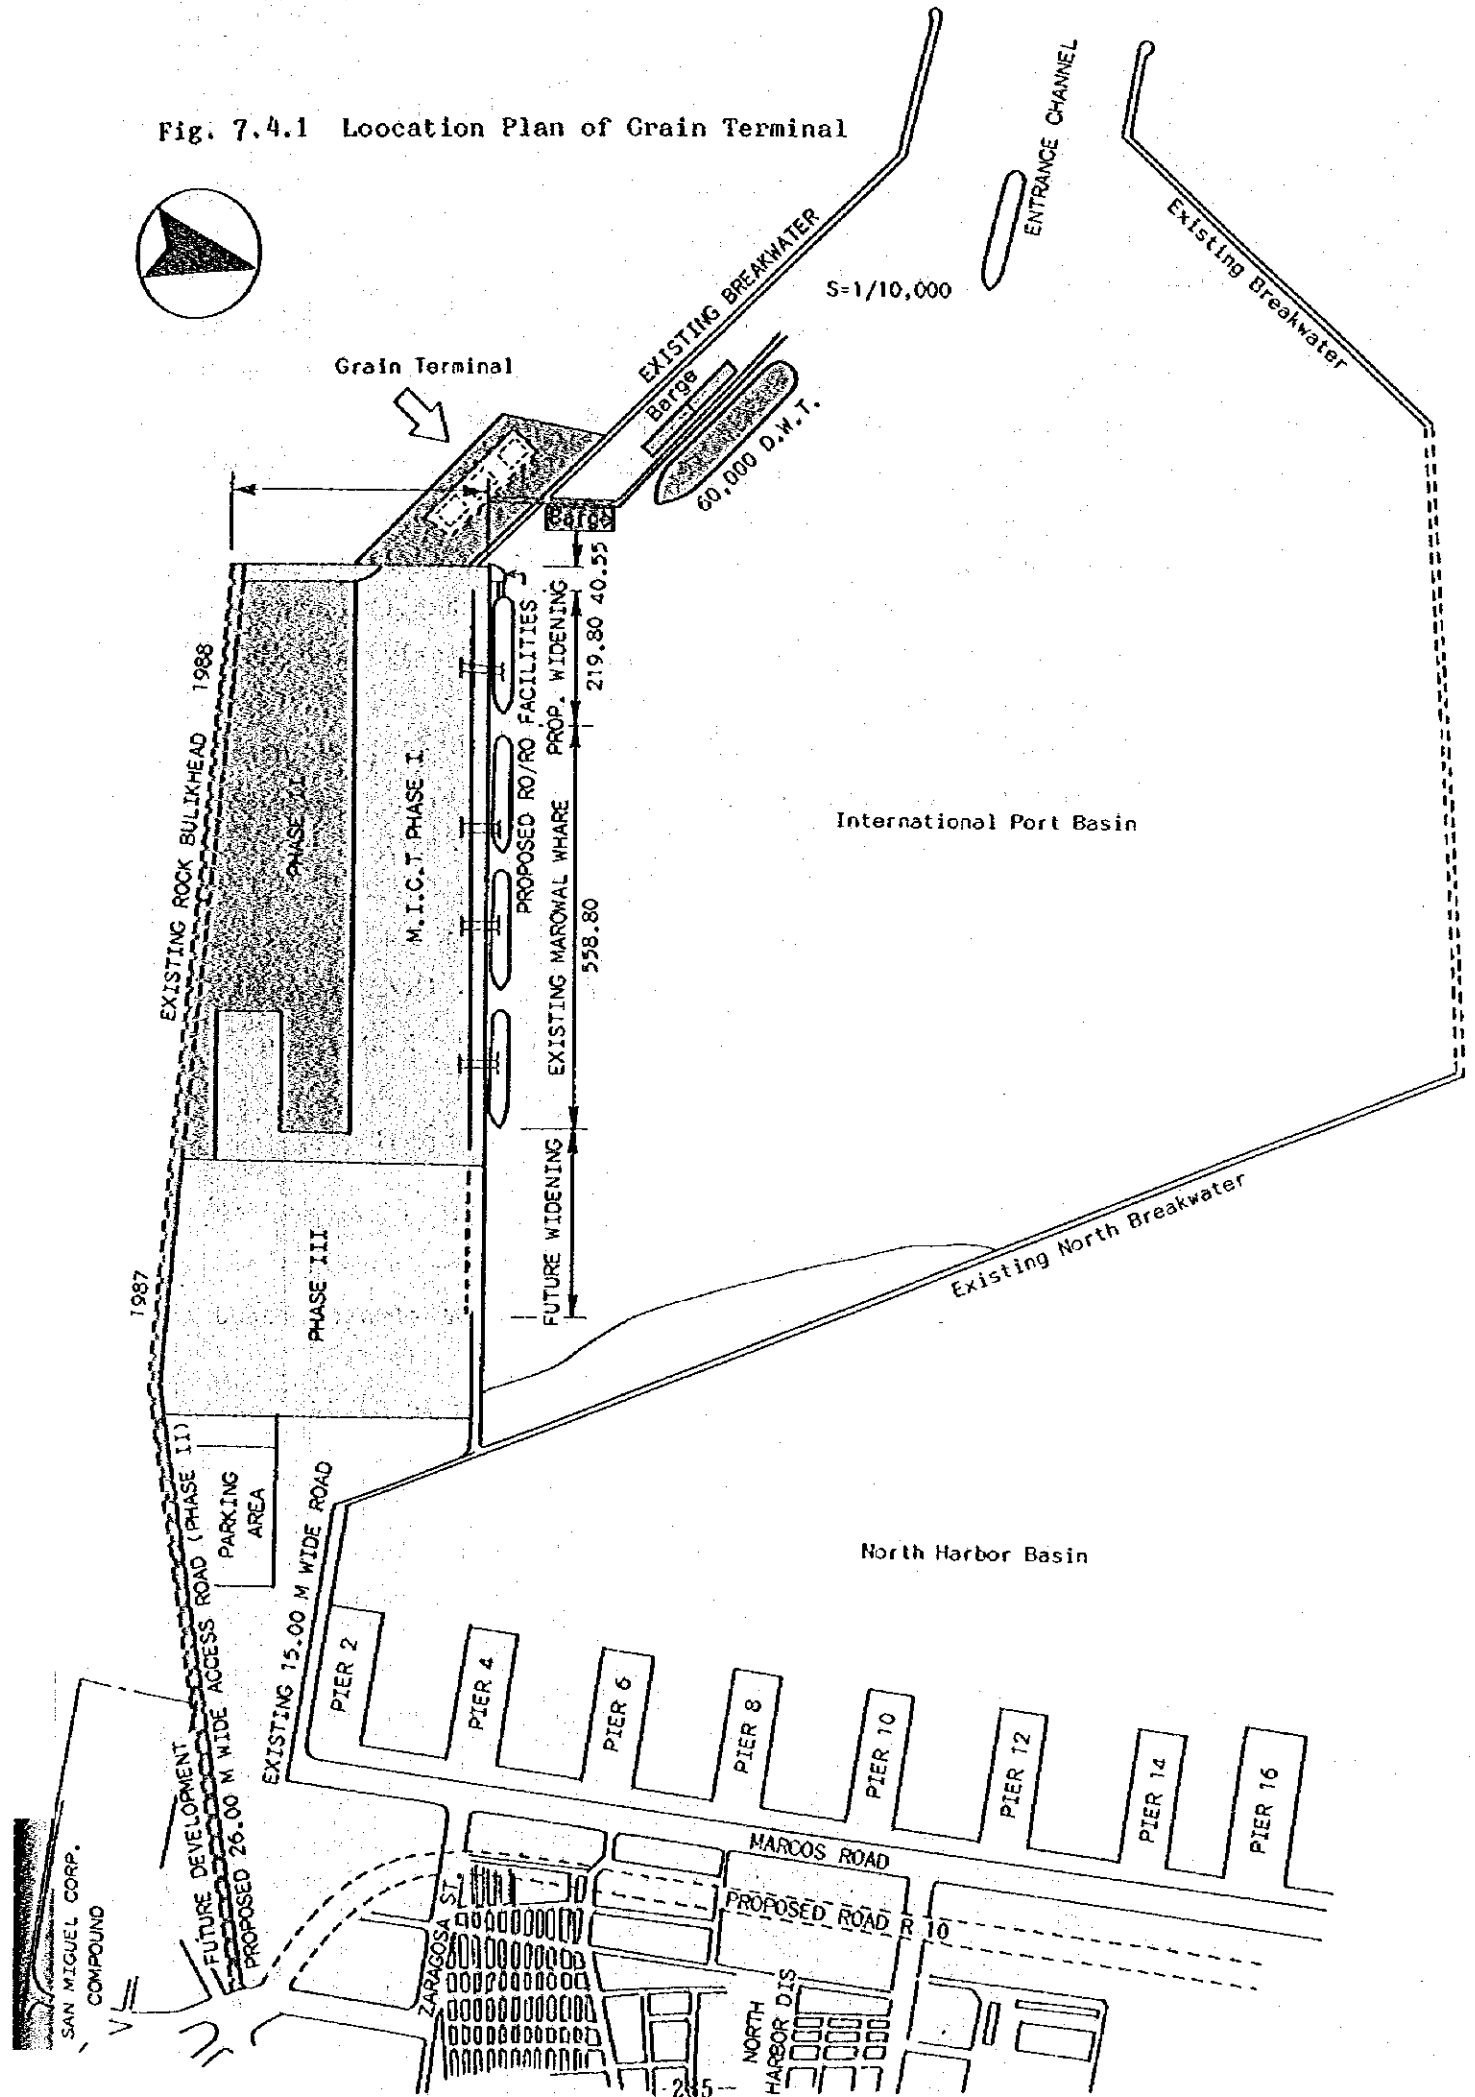 Fig. 7.4.1 Loocation Plan of Grain Terminal
ENTRANCE CHANNEL
Existing Breakwater
EXISTING BREAKWATER
S=1/10,000
Grain Terminal
Barge
60,000 D.W.T.
Barge
219.80 40.55
PROP. WIDENING
PROPOSED RO/RO FACILITIES
EXISTING ROCK BULIKHEAD 1988
PHASE II
M.I.C.T. PHASE I
EXISTING MAROWAL WHARE
558.80
International Port Basin
FUTURE WIDENING
Existing North Breakwater
1987
PHASE III
PARKING
AREA
EXISTING 15.00 M WIDE ROAD
North Harbor Basin
FUTURE DEVELOPMENT
PROPOSED 26.00 M WIDE ACCESS ROAD (PHASE II)
SAN MIGUEL CORP.
COMPOUND
PIER 2
PIER 4
PIER 6
PIER 8
PIER 10
PIER 12
PIER 14
PIER 16
MARCOS ROAD
PROPOSED ROAD R 10
ZARAGOSA ST.
NORTH
HARBOR DIS
-285-